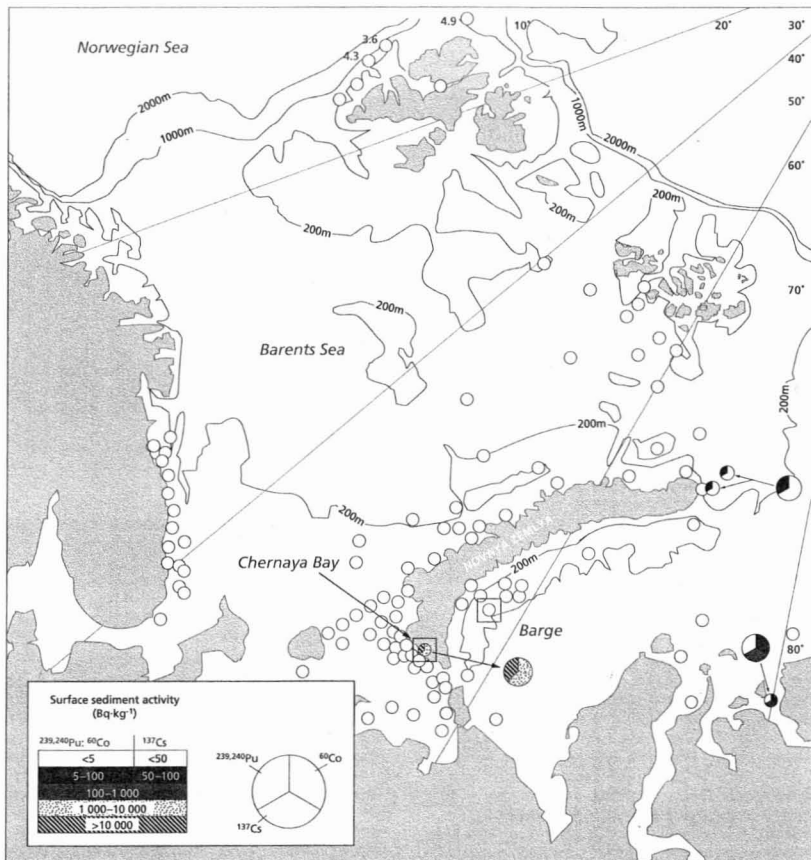 Norwegian Sea
4.9
3.6
4.3
10°
20°
30°
40°
50°
60°
70°
80°
2000m
1000m
1000m
2000m
200m
200m
200m
200m
200m
Barents Sea
200m
200m
200m
NOVAYA ZEMLYA
200m
Chernaya Bay
Barge
Surface sediment activity
(Bq·kg⁻¹)
239,240Pu: 60Co 137Cs
<5 <50
5–100 50–100
100–1 000
1 000–10 000
>10 000
239,240Pu
60Co
137Cs